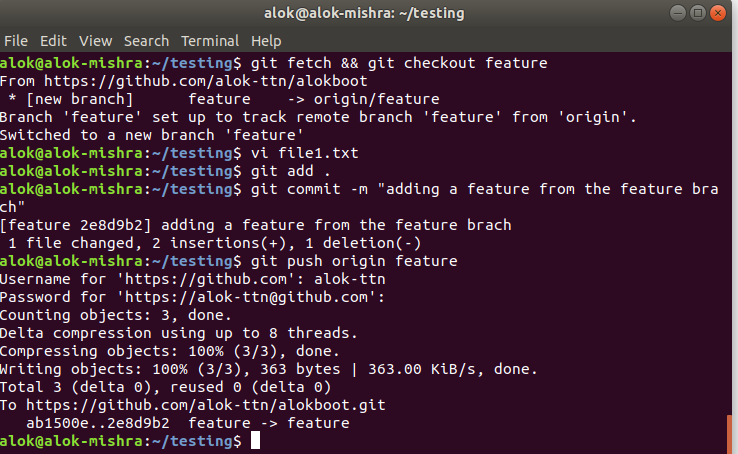 alok@alok-mishra: ~/testing
File Edit View Search Terminal Help
alok@alok-mishra:~/testing$ git fetch && git checkout feature
From https://github.com/alok-ttn/alokboot
 * [new branch]      feature    -> origin/feature
Branch 'feature' set up to track remote branch 'feature' from 'origin'.
Switched to a new branch 'feature'
alok@alok-mishra:~/testing$ vi file1.txt
alok@alok-mishra:~/testing$ git add .
alok@alok-mishra:~/testing$ git commit -m "adding a feature from the feature bra
ch"
[feature 2e8d9b2] adding a feature from the feature brach
 1 file changed, 2 insertions(+), 1 deletion(-)
alok@alok-mishra:~/testing$ git push origin feature
Username for 'https://github.com': alok-ttn
Password for 'https://alok-ttn@github.com':
Counting objects: 3, done.
Delta compression using up to 8 threads.
Compressing objects: 100% (3/3), done.
Writing objects: 100% (3/3), 363 bytes | 363.00 KiB/s, done.
Total 3 (delta 0), reused 0 (delta 0)
To https://github.com/alok-ttn/alokboot.git
   ab1500e..2e8d9b2  feature -> feature
alok@alok-mishra:~/testing$